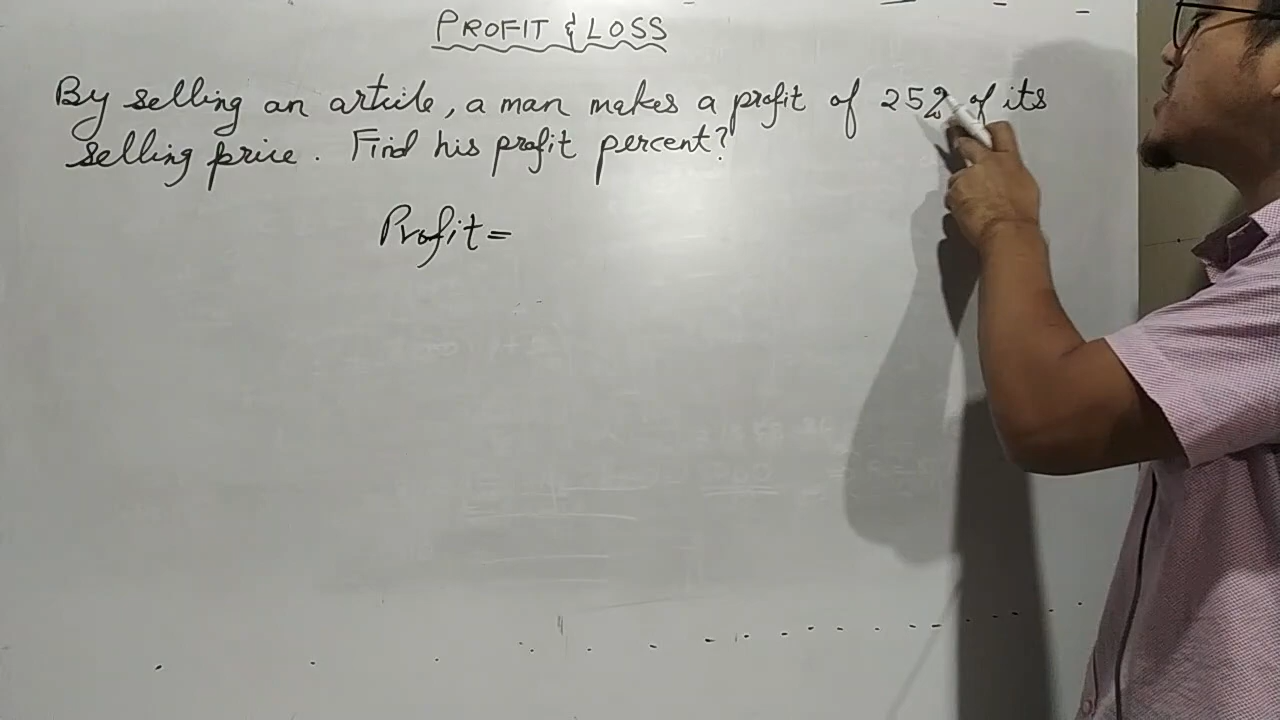 PROFIT & LOSS
By selling an article, a man makes a profit of 25% of its
selling price. Find his profit percent?
Profit =